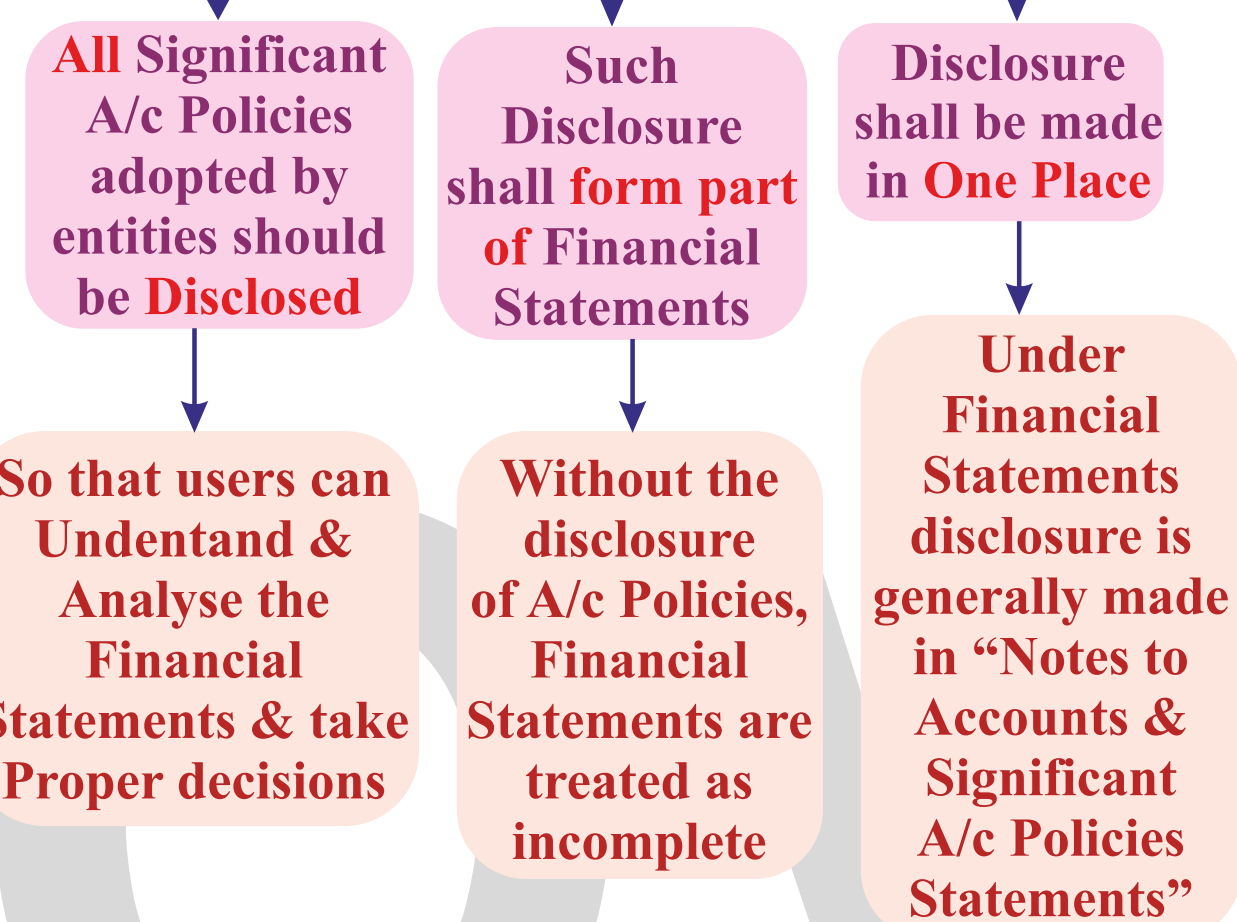 All Significant
A/c Policies
adopted by
entities should
be Disclosed
Such
Disclosure
shall form part
of Financial
Statements
Disclosure
shall be made
in One Place
So that users can
Undentand &
Analyse the
Financial
Statements & take
Proper decisions
Without the
disclosure
of A/c Policies,
Financial
Statements are
treated as
incomplete
Under
Financial
Statements
disclosure is
generally made
in “Notes to
Accounts &
Significant
A/c Policies
Statements”